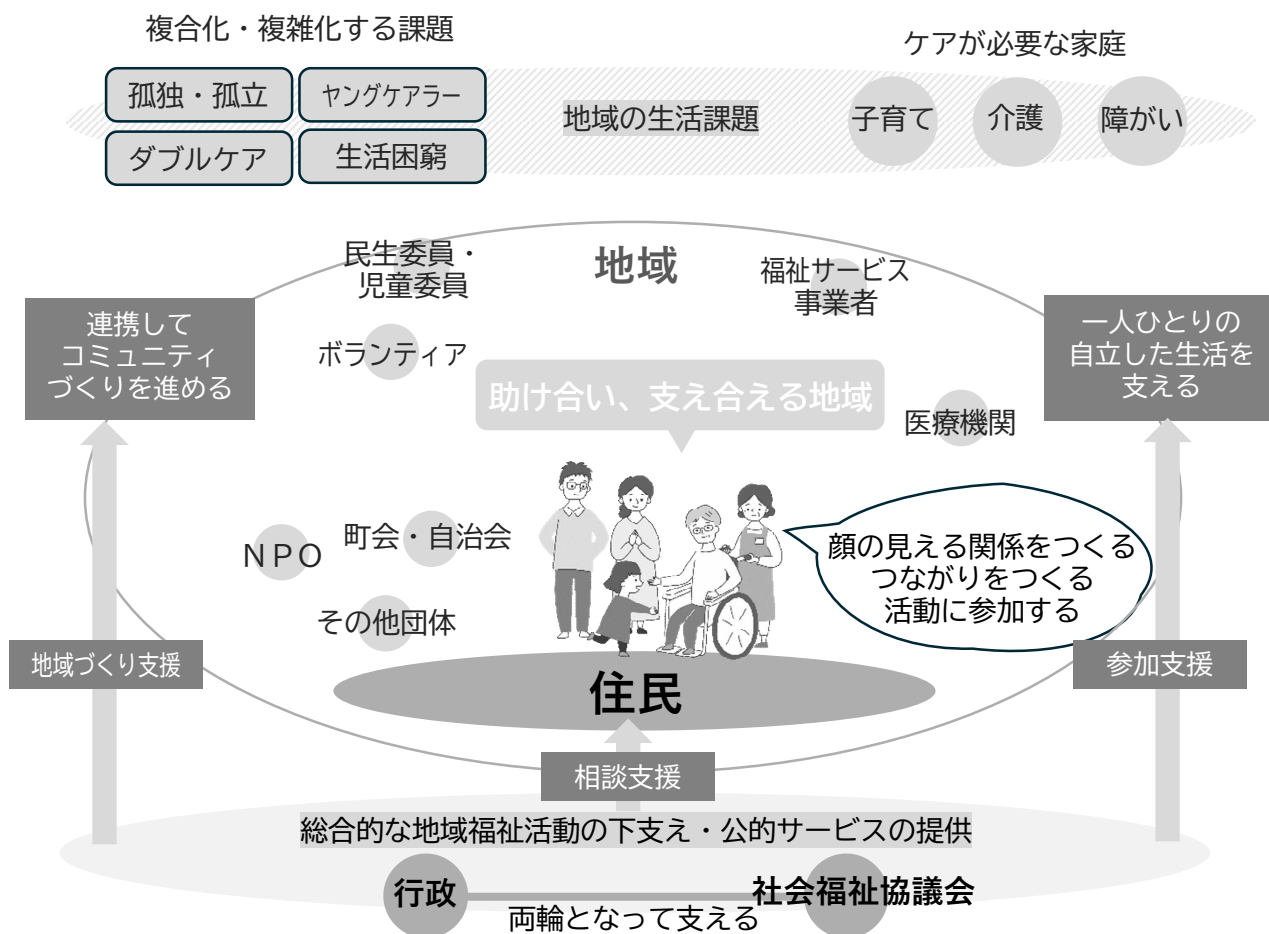 複合化・複雑化する課題
ケアが必要な家庭
孤独・孤立
ヤングケアラー
ダブルケア
生活困窮
地域の生活課題
子育て
介護
障がい
地域
民生委員・
児童委員
福祉サービス
事業者
連携して
コミュニティ
づくりを進める
ボランティア
一人ひとりの
自立した生活を
支える
助け合い、支え合える地域
医療機関
町会・自治会
ＮＰＯ
その他団体
顔の見える関係をつくる
つながりをつくる
活動に参加する
地域づくり支援
参加支援
住民
相談支援
総合的な地域福祉活動の下支え・公的サービスの提供
行政
社会福祉協議会
両輪となって支える